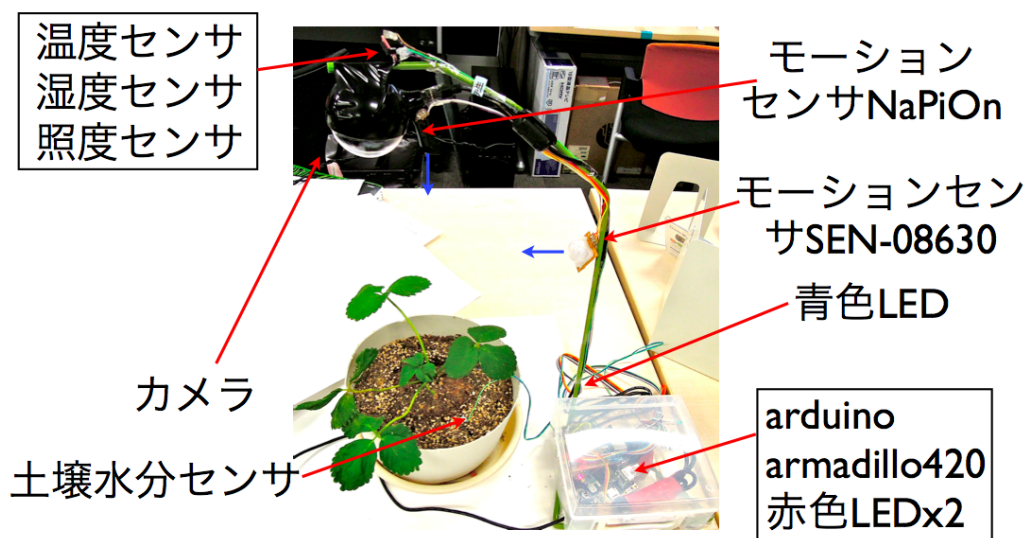 温度センサ
湿度センサ
照度センサ
モーション
センサNaPiOn
モーションセン
サSEN-08630
青色LED
カメラ
土壌水分センサ
arduino
armadillo420
赤色LEDx2